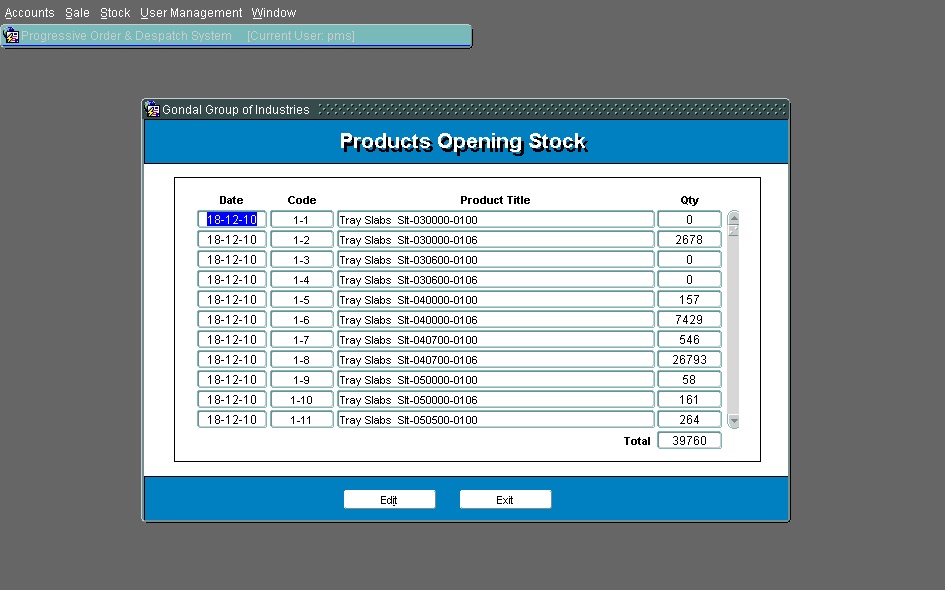 Accounts Sale Stock User Management Window
Progressive Order & Despatch System [Current User: pms]
Gondal Group of Industries
Products Opening Stock
Date Code Product Title Qty
18-12-10 1-1 Tray Slabs Slt-030000-0100 0
18-12-10 1-2 Tray Slabs Slt-030000-0106 2678
18-12-10 1-3 Tray Slabs Slt-030600-0100 0
18-12-10 1-4 Tray Slabs Slt-030600-0106 0
18-12-10 1-5 Tray Slabs Slt-040000-0100 157
18-12-10 1-6 Tray Slabs Slt-040000-0106 7429
18-12-10 1-7 Tray Slabs Slt-040700-0100 546
18-12-10 1-8 Tray Slabs Slt-040700-0106 26793
18-12-10 1-9 Tray Slabs Slt-050000-0100 58
18-12-10 1-10 Tray Slabs Slt-050000-0106 161
18-12-10 1-11 Tray Slabs Slt-050500-0100 264
Total 39760
Edit Exit